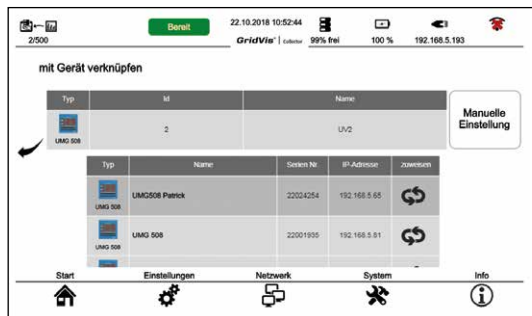 Bereit
22.10.2018 10:52:44
2/500
GridVis® | Collector
99% frei
100 %
192.168.5.193
mit Gerät verknüpfen
Typ Id Name
UMG 508 2 UV2
Manuelle
Einstellung
Typ Name Serien Nr. IP-Adresse zuweisen
UMG 508 UMG508 Patrick 22024254 192.168.5.65
UMG 508 UMG 508 22001935 192.168.5.81
Start Einstellungen Netzwerk System Info